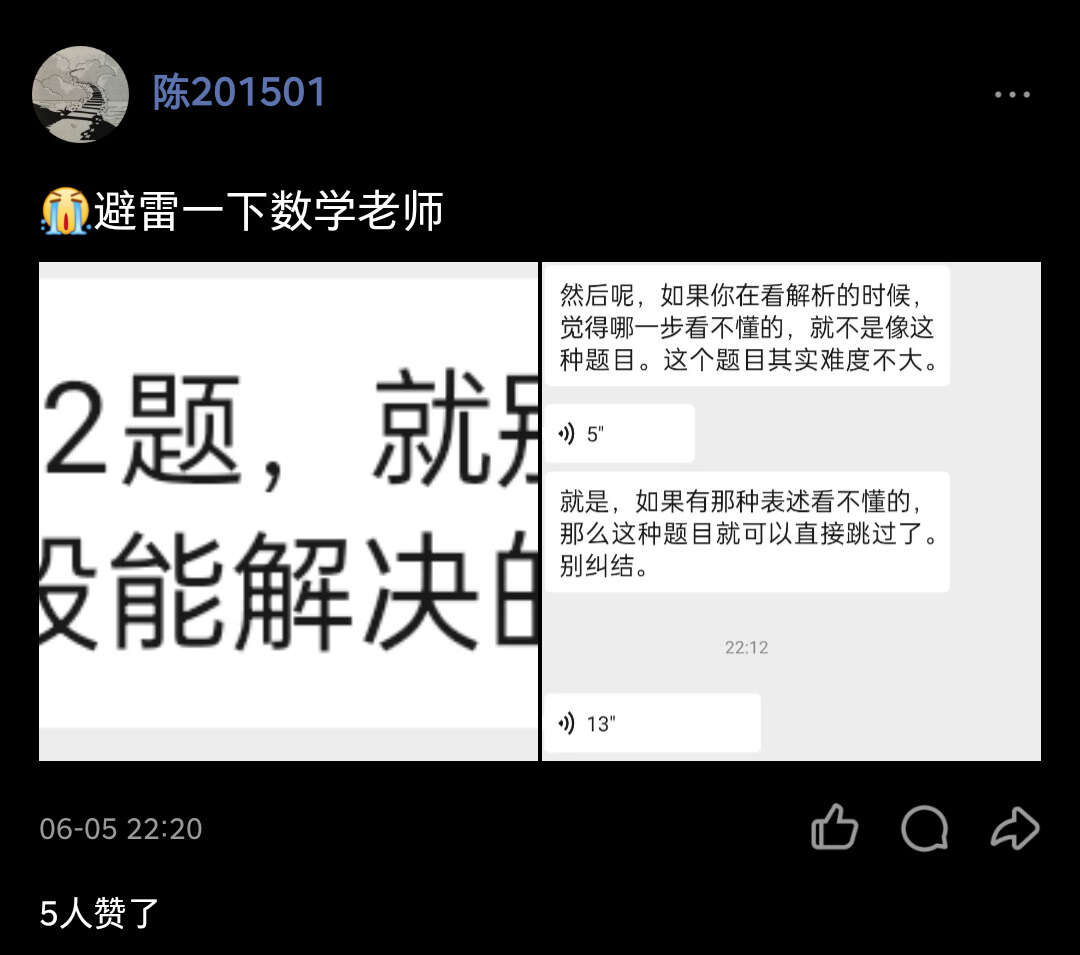 陈201501
😭避雷一下数学老师
2题，就别
没能解决的
然后呢，如果你在看解析的时候，
觉得哪一步看不懂的，就不是像这
种题目。这个题目其实难度不大。
5"
就是，如果有那种表述看不懂的，
那么这种题目就可以直接跳过了。
别纠结。
22:12
13"
06-05 22:20
5人赞了